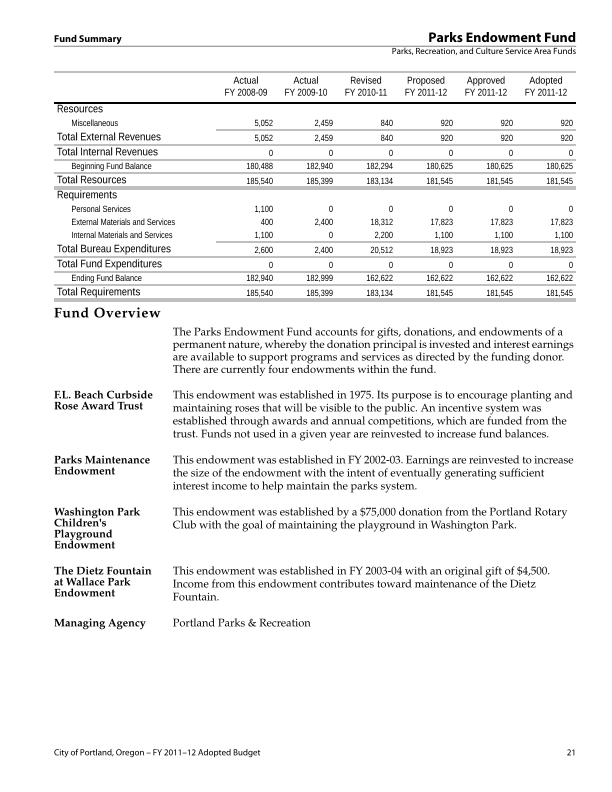 Fund Summary Parks Endowment Fund
Parks, Recreation, and Culture Service Area Funds
Actual Actual Revised Proposed Approved Adopted
FY 2008-09 FY 2009-10 FY 2010-11 FY 2011-12 FY 2011-12 FY 2011-12
Resources
Miscellaneous 5,052 2,459 840 920 920 920
Total External Revenues 5,052 2,459 840 920 920 920
Total Internal Revenues 0 0 0 0 0 0
Beginning Fund Balance 180,488 182,940 182,294 180,625 180,625 180,625
Total Resources 185,540 185,399 183,134 181,545 181,545 181,545
Requirements
Personal Services 1,100 0 0 0 0 0
External Materials and Services 400 2,400 18,312 17,823 17,823 17,823
Internal Materials and Services 1,100 0 2,200 1,100 1,100 1,100
Total Bureau Expenditures 2,600 2,400 20,512 18,923 18,923 18,923
Total Fund Expenditures 0 0 0 0 0 0
Ending Fund Balance 182,940 182,999 162,622 162,622 162,622 162,622
Total Requirements 185,540 185,399 183,134 181,545 181,545 181,545
Fund Overview
The Parks Endowment Fund accounts for gifts, donations, and endowments of a
permanent nature, whereby the donation principal is invested and interest earnings
are available to support programs and services as directed by the funding donor.
There are currently four endowments within the fund.
F.L. Beach Curbside
Rose Award Trust
This endowment was established in 1975. Its purpose is to encourage planting and
maintaining roses that will be visible to the public. An incentive system was
established through awards and annual competitions, which are funded from the
trust. Funds not used in a given year are reinvested to increase fund balances.
Parks Maintenance
Endowment
This endowment was established in FY 2002-03. Earnings are reinvested to increase
the size of the endowment with the intent of eventually generating sufficient
interest income to help maintain the parks system.
Washington Park
Children's
Playground
Endowment
This endowment was established by a $75,000 donation from the Portland Rotary
Club with the goal of maintaining the playground in Washington Park.
The Dietz Fountain
at Wallace Park
Endowment
This endowment was established in FY 2003-04 with an original gift of $4,500.
Income from this endowment contributes toward maintenance of the Dietz
Fountain.
Managing Agency Portland Parks & Recreation
City of Portland, Oregon – FY 2011–12 Adopted Budget 21